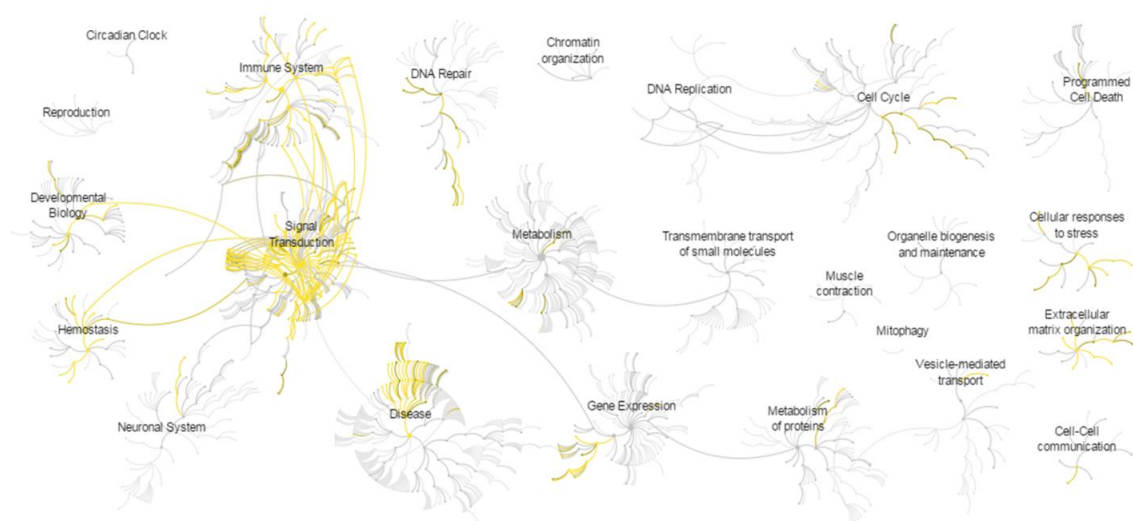 Circadian Clock
Immune System
DNA Repair
Chromatin
organization
DNA Replication
Cell Cycle
Programmed
Cell Death
Reproduction
Developmental
Biology
Signal
Transduction
Metabolism
Transmembrane transport
of small molecules
Organelle biogenesis
and maintenance
Cellular responses
to stress
Muscle
contraction
Hemostasis
Mitophagy
Extracellular
matrix organization
Vesicle-mediated
transport
Neuronal System
Disease
Gene Expression
Metabolism
of proteins
Cell-Cell
communication